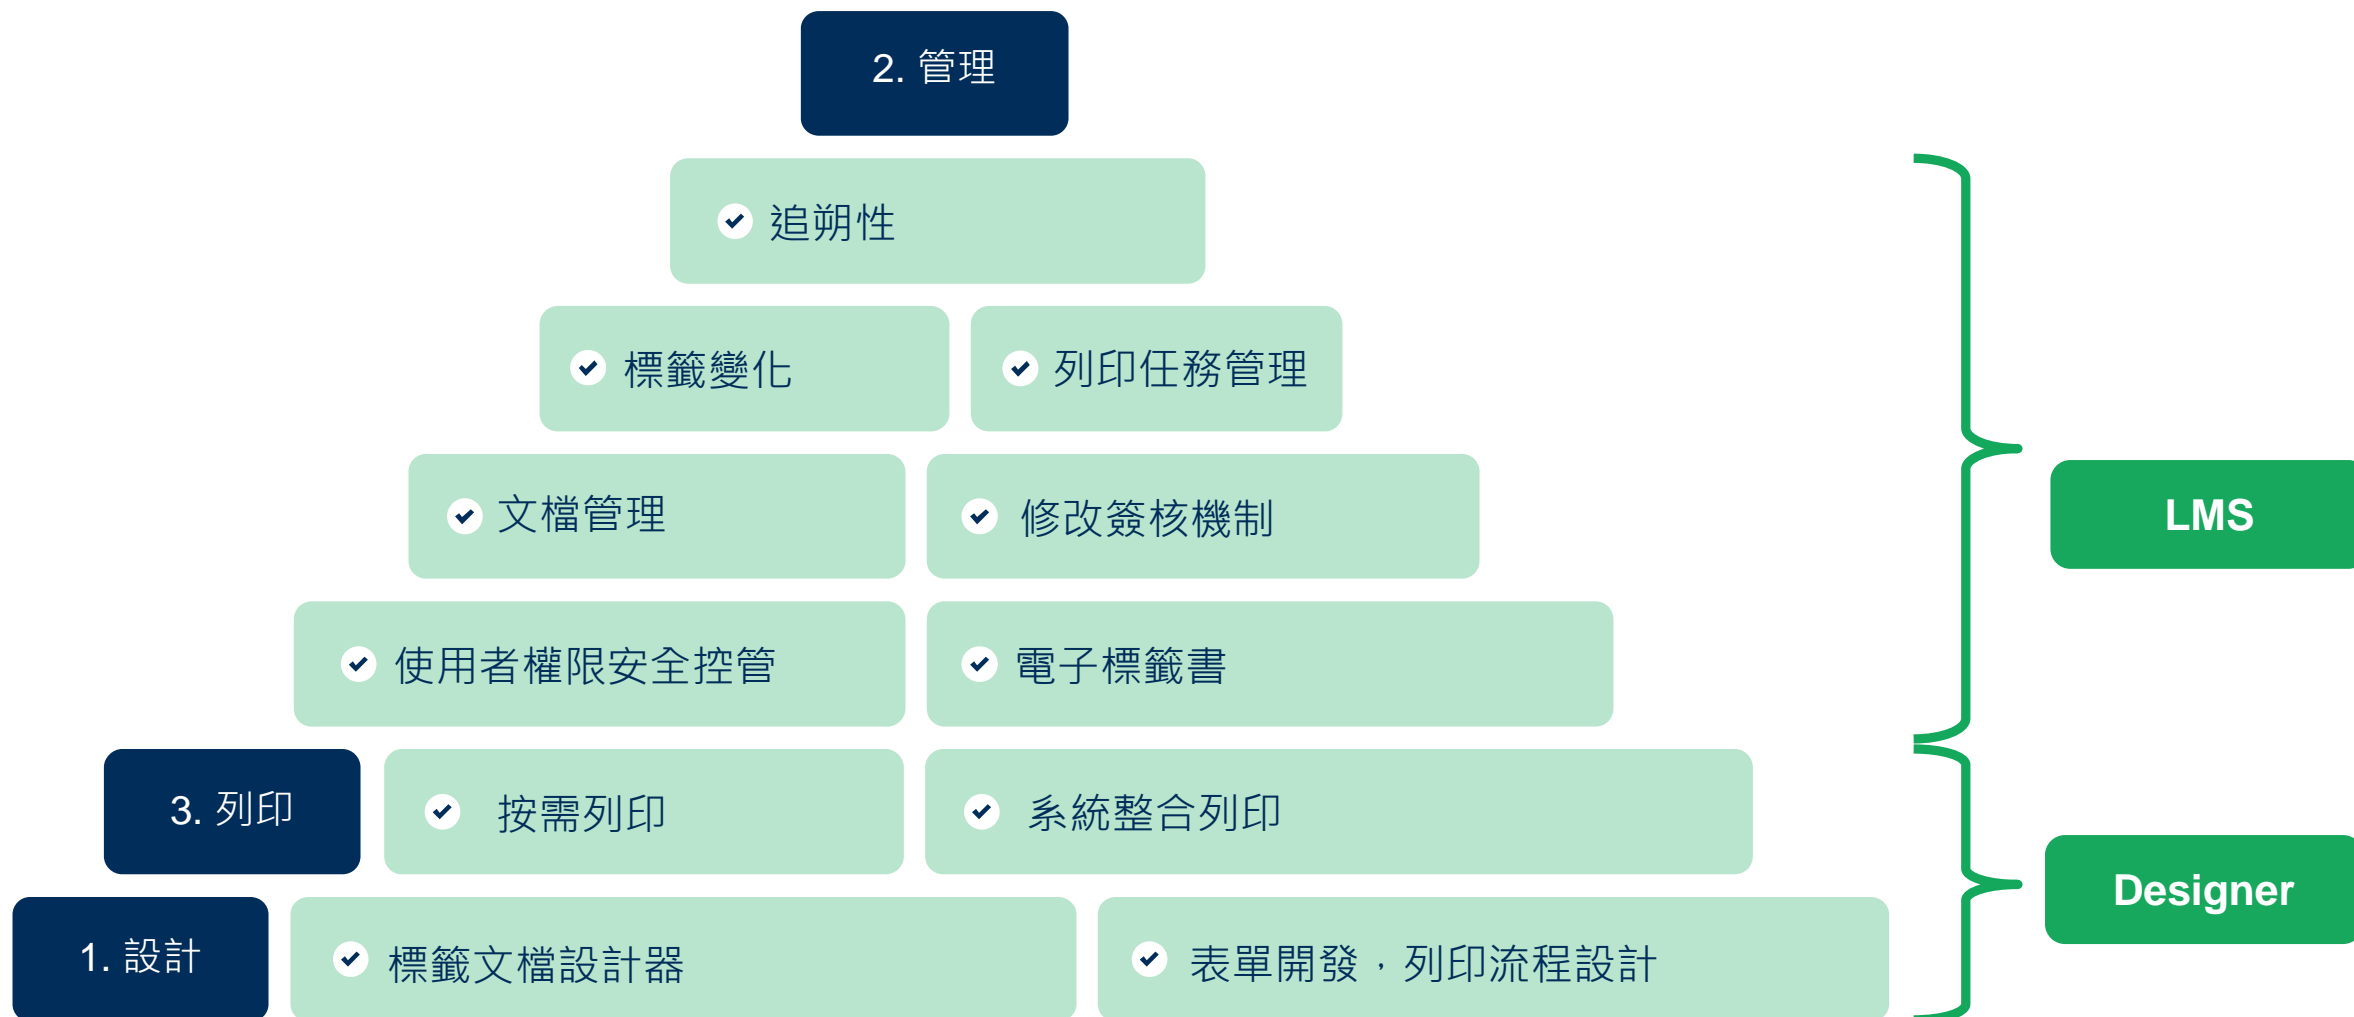 2. 管理
追朔性
標籤變化
列印任務管理
文檔管理
修改簽核機制
LMS
使用者權限安全控管
電子標籤書
3. 列印
按需列印
系統整合列印
Designer
1. 設計
標籤文檔設計器
表單開發，列印流程設計